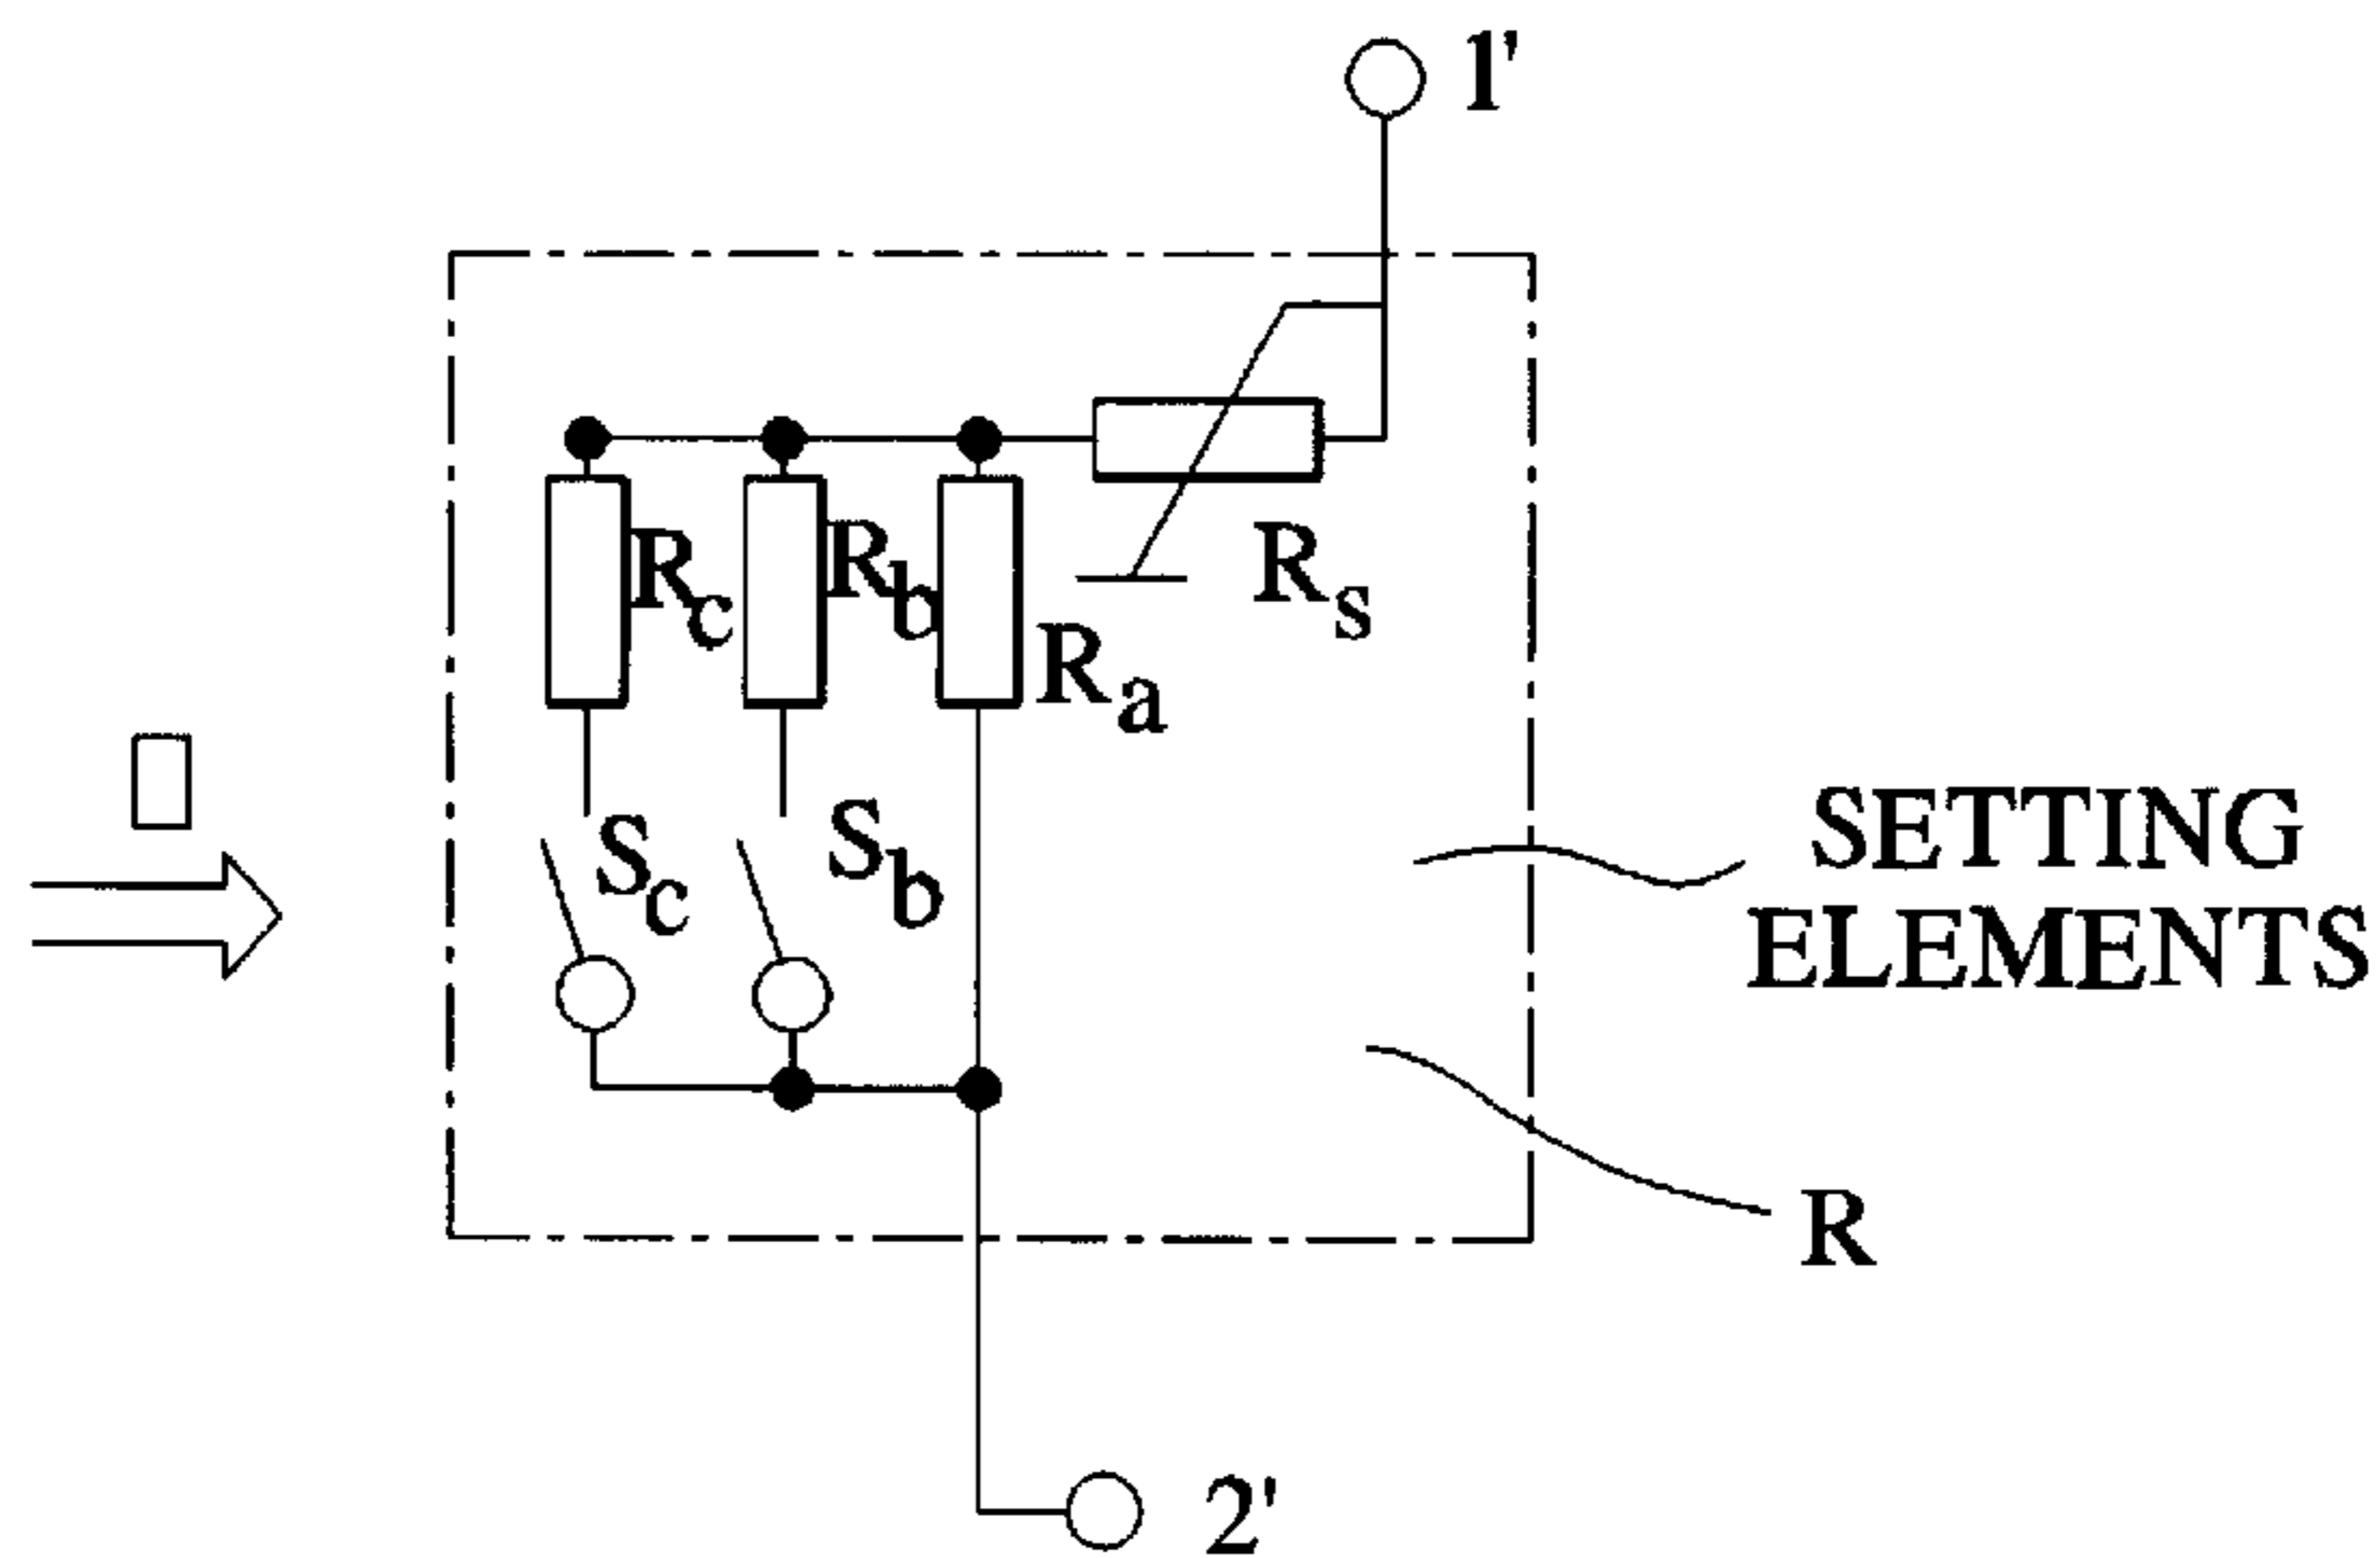 1'
Rc
Rb
Ra
Rs
Sc
Sb
SETTING
ELEMENTS
R
2'